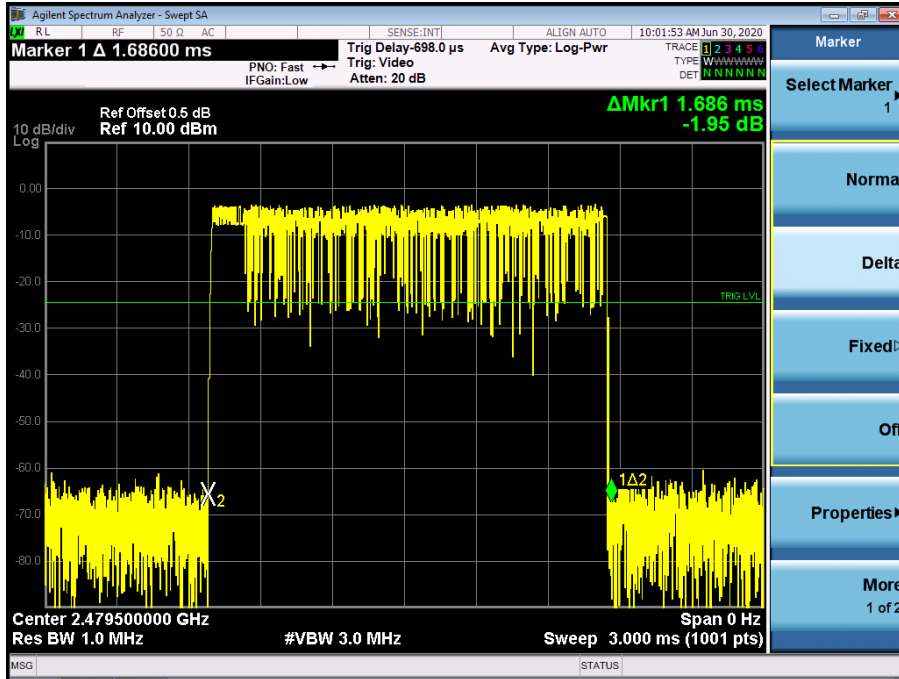 Agilent Spectrum Analyzer - Swept SA
LXI RL RF 50 Ω AC SENSE:INT ALIGN AUTO 10:01:53 AM Jun 30, 2020
Marker 1 Δ 1.68600 ms
PNO: Fast
IFGain:Low
Trig Delay-698.0 µs
Trig: Video
Atten: 20 dB
Avg Type: Log-Pwr
TRACE 1 2 3 4 5 6
TYPE WWWWWW
DET N N N N N N
ΔMkr1 1.686 ms
-1.95 dB
Ref Offset 0.5 dB
10 dB/div Ref 10.00 dBm
Log
0.00
-10.0
-20.0
TRIG LVL
-30.0
-40.0
-50.0
-60.0
1Δ2
X2
-70.0
-80.0
Center 2.479500000 GHz Span 0 Hz
Res BW 1.0 MHz #VBW 3.0 MHz Sweep 3.000 ms (1001 pts)
MSG STATUS
Marker
Select Marker
1
Norma
Delta
Fixed
Off
Properties
More
1 of 2